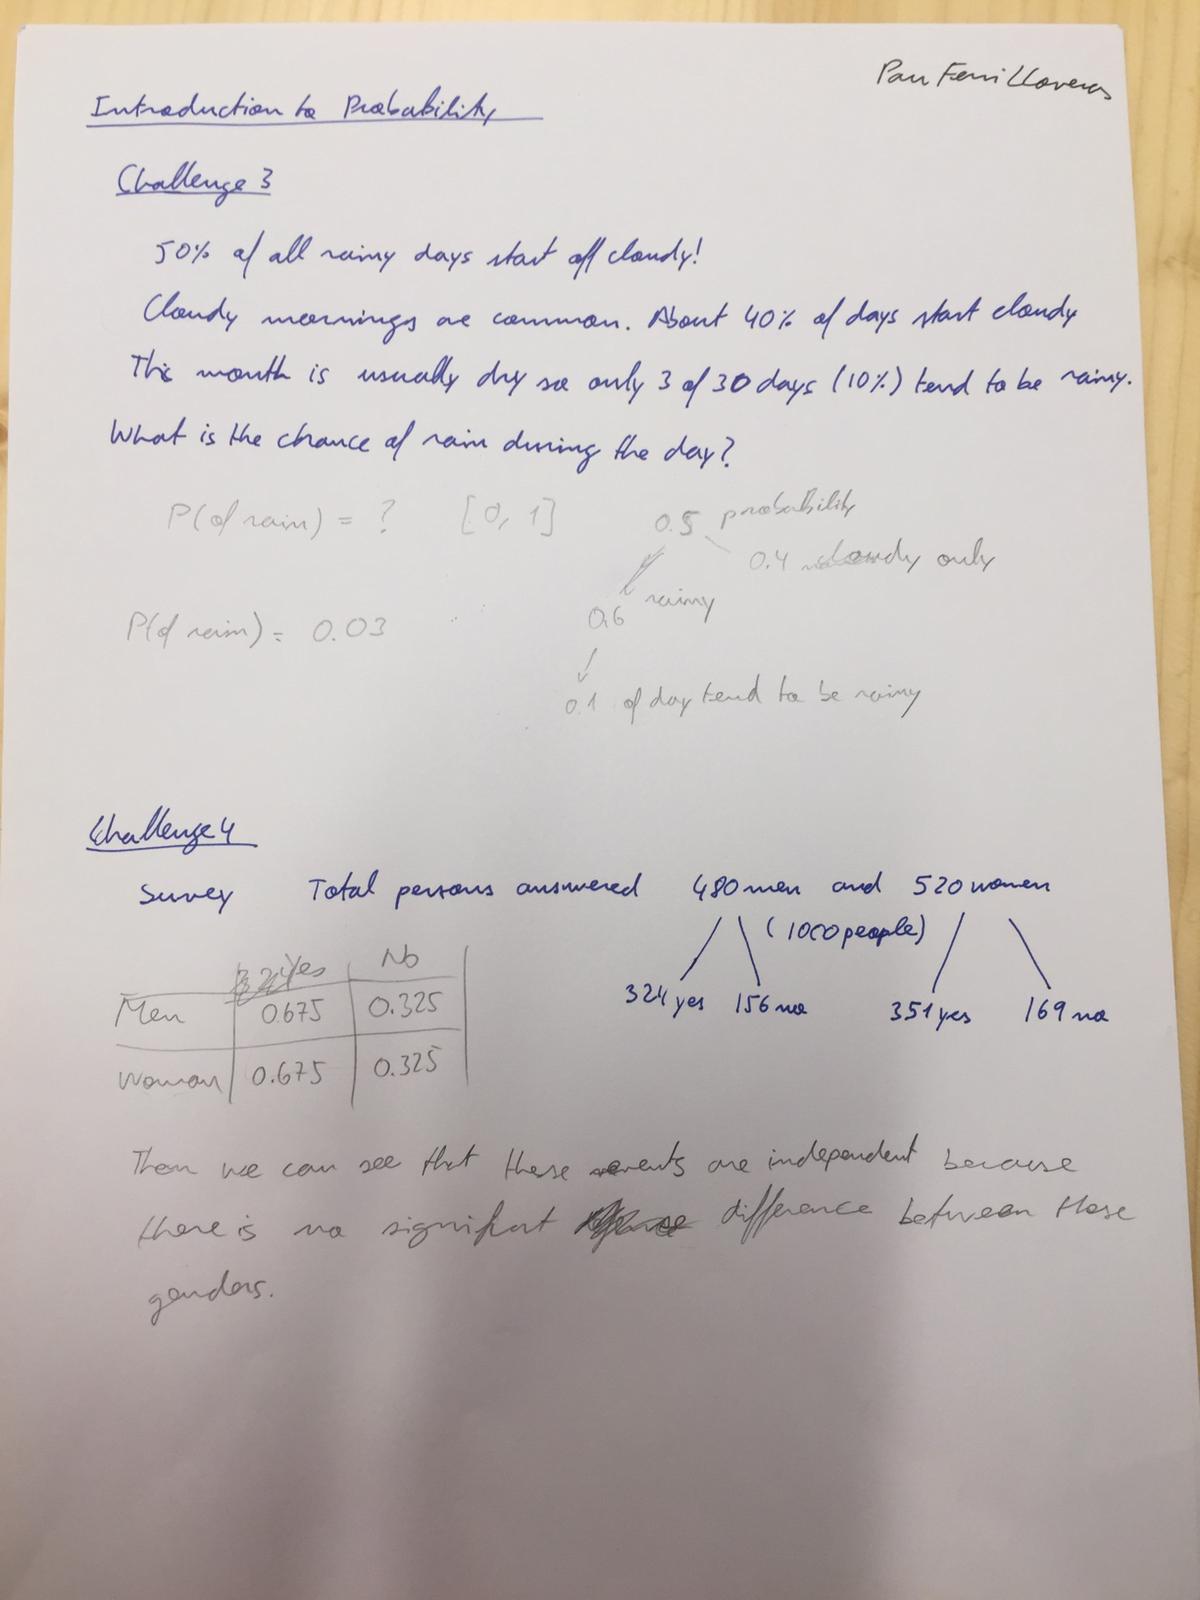 Pau Ferri Lloveras
Introduction to Probability
Challenge 3
50% of all rainy days start off cloudy!
Cloudy mornings are common. About 40% of days start cloudy
This month is usually dry so only 3 of 30 days (10%) tend to be rainy.
What is the chance of rain during the day?
P(of rain) = ? [0, 1]
0.5 probability
0.4 cloudy only
0.6 rainy
P(of rain) = 0.03
0.1 of day tend to be rainy
Challenge 4
Survey Total persons answered 480 men and 520 women
(1000 people)
324 yes 156 no 351 yes 169 no
Yes No
Men 0.675 0.325
Woman 0.675 0.325
Then we can see that these events are independent because
there is no signifint difference between those
genders.